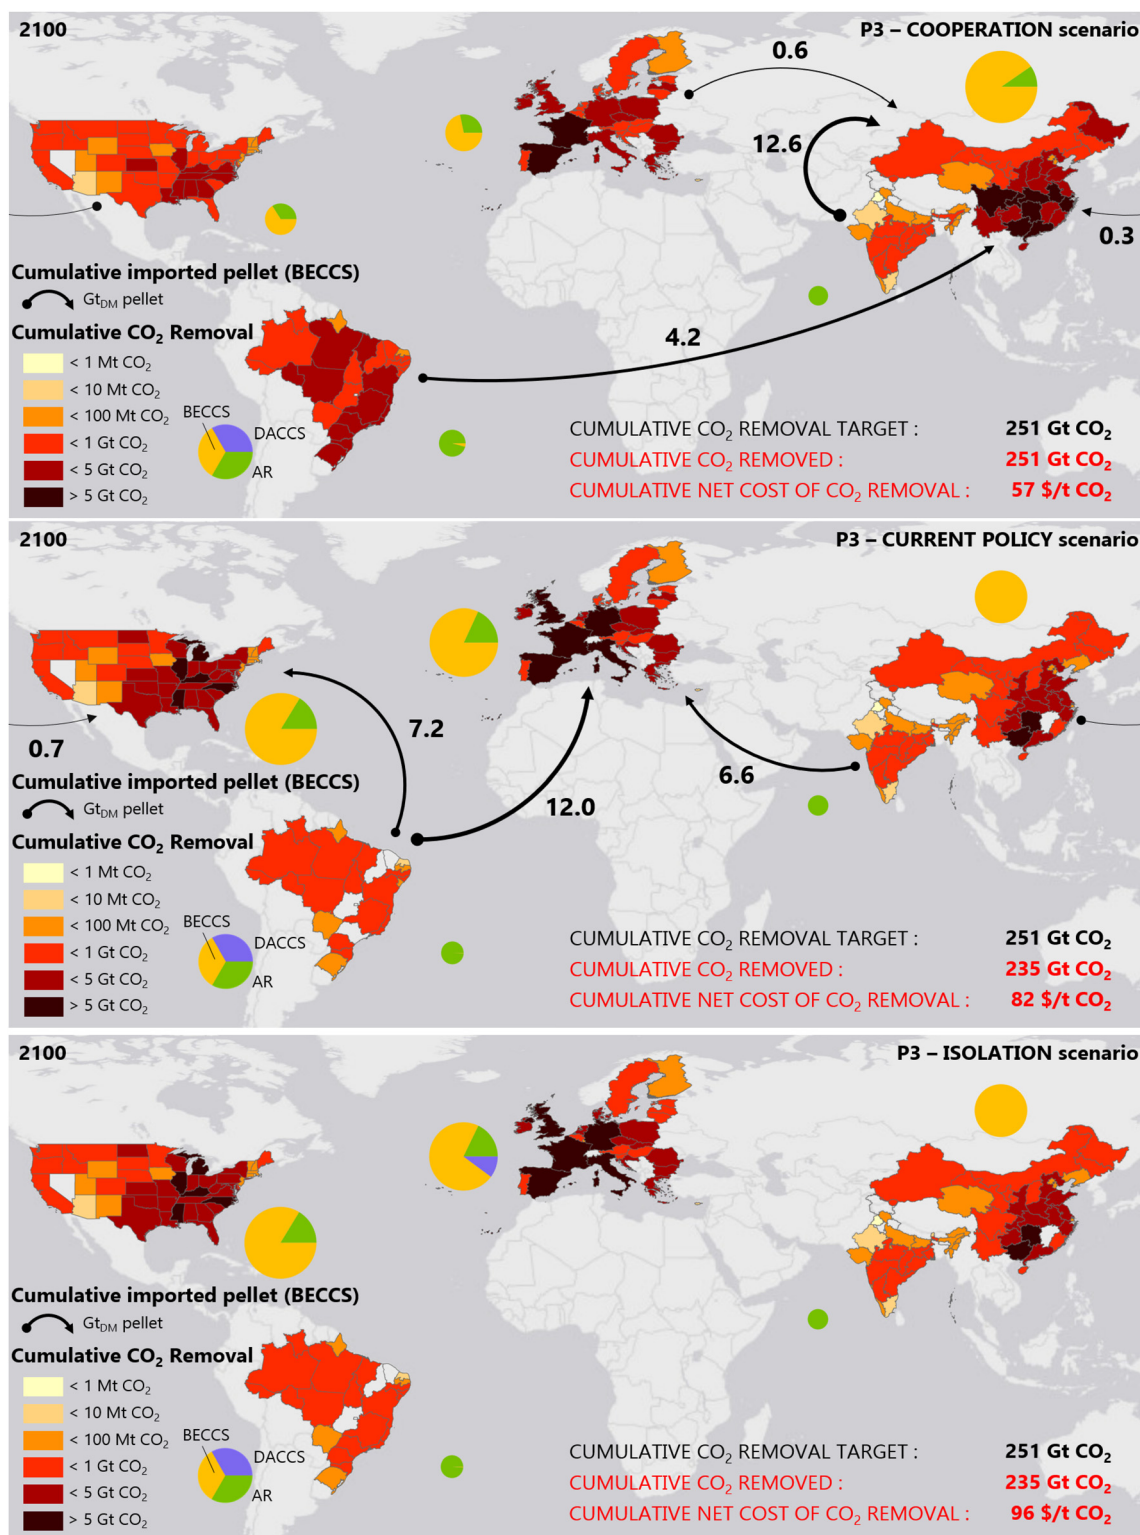 2100
P3 – COOPERATION scenario
0.6
12.6
0.3
4.2
Cumulative imported pellet (BECCS)
GtDM pellet
Cumulative CO2 Removal
< 1 Mt CO2
< 10 Mt CO2
< 100 Mt CO2
< 1 Gt CO2
< 5 Gt CO2
> 5 Gt CO2
BECCS
DACCS
AR
CUMULATIVE CO2 REMOVAL TARGET : 251 Gt CO2
CUMULATIVE CO2 REMOVED : 251 Gt CO2
CUMULATIVE NET COST OF CO2 REMOVAL : 57 $/t CO2
2100
P3 – CURRENT POLICY scenario
0.7
7.2
12.0
6.6
Cumulative imported pellet (BECCS)
GtDM pellet
Cumulative CO2 Removal
< 1 Mt CO2
< 10 Mt CO2
< 100 Mt CO2
< 1 Gt CO2
< 5 Gt CO2
> 5 Gt CO2
BECCS
DACCS
AR
CUMULATIVE CO2 REMOVAL TARGET : 251 Gt CO2
CUMULATIVE CO2 REMOVED : 235 Gt CO2
CUMULATIVE NET COST OF CO2 REMOVAL : 82 $/t CO2
2100
P3 – ISOLATION scenario
Cumulative imported pellet (BECCS)
GtDM pellet
Cumulative CO2 Removal
< 1 Mt CO2
< 10 Mt CO2
< 100 Mt CO2
< 1 Gt CO2
< 5 Gt CO2
> 5 Gt CO2
BECCS
DACCS
AR
CUMULATIVE CO2 REMOVAL TARGET : 251 Gt CO2
CUMULATIVE CO2 REMOVED : 235 Gt CO2
CUMULATIVE NET COST OF CO2 REMOVAL : 96 $/t CO2